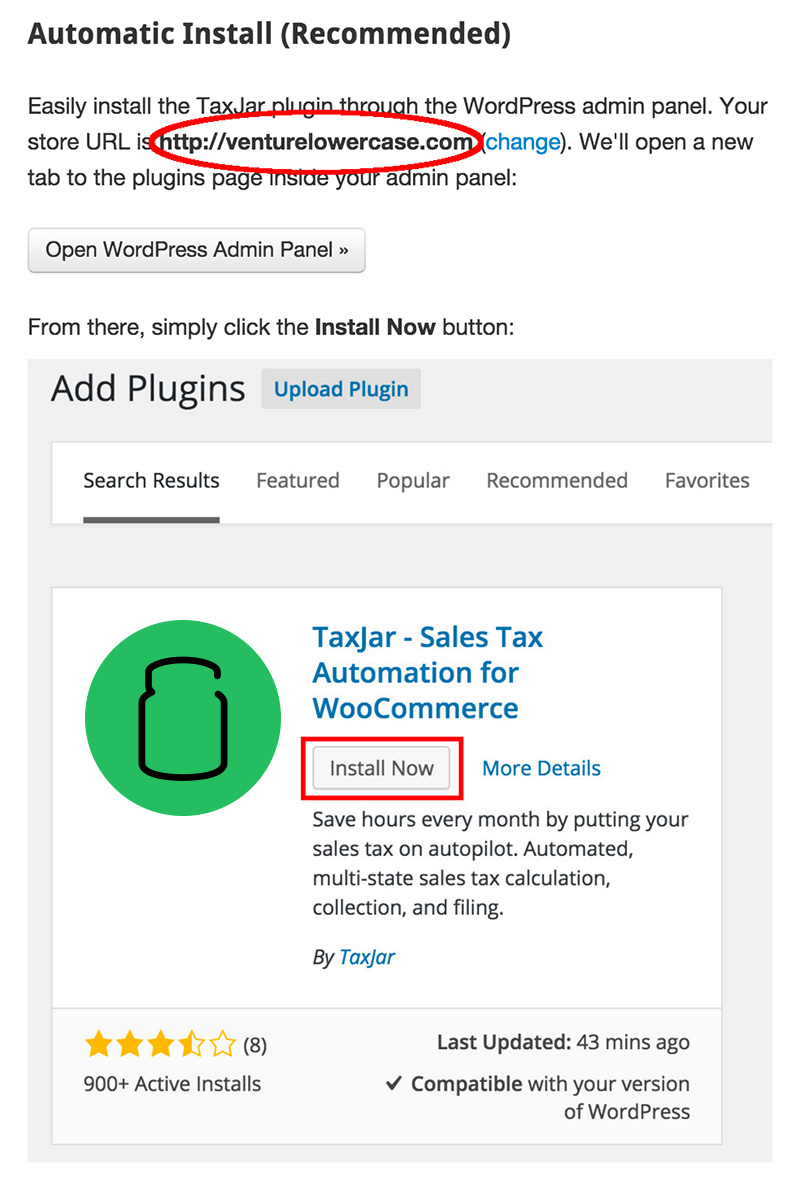 Automatic Install (Recommended)
Easily install the TaxJar plugin through the WordPress admin panel. Your
store URL is http://venturelowercase.com (change). We'll open a new
tab to the plugins page inside your admin panel:
Open WordPress Admin Panel »
From there, simply click the Install Now button:
Add Plugins Upload Plugin
Search Results Featured Popular Recommended Favorites
TaxJar - Sales Tax
Automation for
WooCommerce
Install Now More Details
Save hours every month by putting your
sales tax on autopilot. Automated,
multi-state sales tax calculation,
collection, and filing.
By TaxJar
(8) Last Updated: 43 mins ago
900+ Active Installs ✓ Compatible with your version
of WordPress